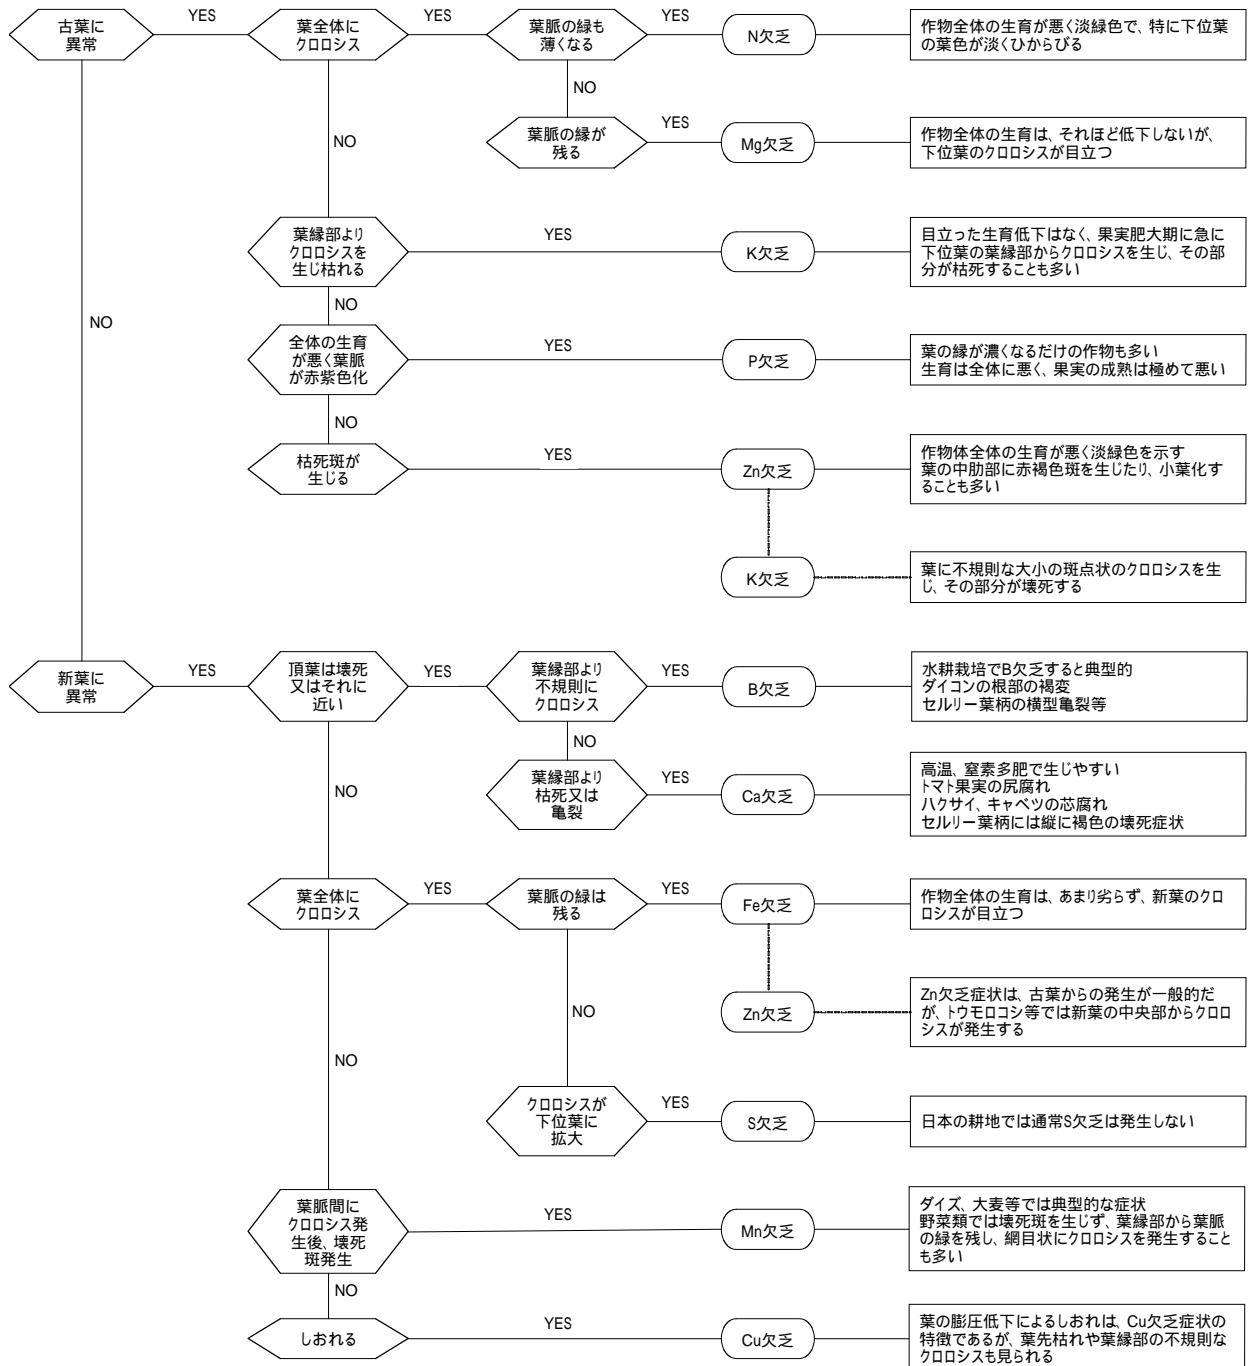 古葉に
異常
YES
葉全体に
クロロシス
YES
葉脈の緑も
薄くなる
YES
N欠乏
作物全体の生育が悪く淡緑色で、特に下位葉
の葉色が淡くひからびる
NO
葉脈の緑が
残る
YES
Mg欠乏
作物全体の生育は、それほど低下しないが、
下位葉のクロロシスが目立つ
NO
葉縁部より
クロロシスを
生じ枯れる
YES
K欠乏
目立った生育低下はなく、果実肥大期に急に
下位葉の葉縁部からクロロシスを生じ、その部
分が枯死することも多い
NO
NO
全体の生育
が悪く葉脈
が赤紫色化
YES
P欠乏
葉の緑が濃くなるだけの作物も多い
生育は全体に悪く、果実の成熟は極めて悪い
NO
枯死斑が
生じる
YES
Zn欠乏
作物体全体の生育が悪く淡緑色を示す
葉の中肋部に赤褐色斑を生じたり、小葉化す
ることも多い
K欠乏
葉に不規則な大小の斑点状のクロロシスを生
じ、その部分が壊死する
新葉に
異常
YES
頂葉は壊死
又はそれに
近い
YES
葉縁部より
不規則に
クロロシス
YES
B欠乏
水耕栽培でB欠乏すると典型的
ダイコンの根部の褐変
セルリー葉柄の横型亀裂等
NO
NO
葉縁部より
枯死又は
亀裂
YES
Ca欠乏
高温、窒素多肥で生じやすい
トマト果実の尻腐れ
ハクサイ、キャベツの芯腐れ
セルリー葉柄には縦に褐色の壊死症状
葉全体に
クロロシス
YES
葉脈の緑は
残る
YES
Fe欠乏
作物全体の生育は、あまり劣らず、新葉のクロ
ロシスが目立つ
NO
Zn欠乏
Zn欠乏症状は、古葉からの発生が一般的だ
が、トウモロコシ等では新葉の中央部からクロロ
シスが発生する
NO
クロロシスが
下位葉に
拡大
YES
S欠乏
日本の耕地では通常S欠乏は発生しない
葉脈間に
クロロシス発
生後、壊死
斑発生
YES
Mn欠乏
ダイズ、大麦等では典型的な症状
野菜類では壊死斑を生じず、葉縁部から葉脈
の緑を残し、網目状にクロロシスを発生すること
も多い
NO
しおれる
YES
Cu欠乏
葉の膨圧低下によるしおれは、Cu欠乏症状の
特徴であるが、葉先枯れや葉縁部の不規則な
クロロシスも見られる